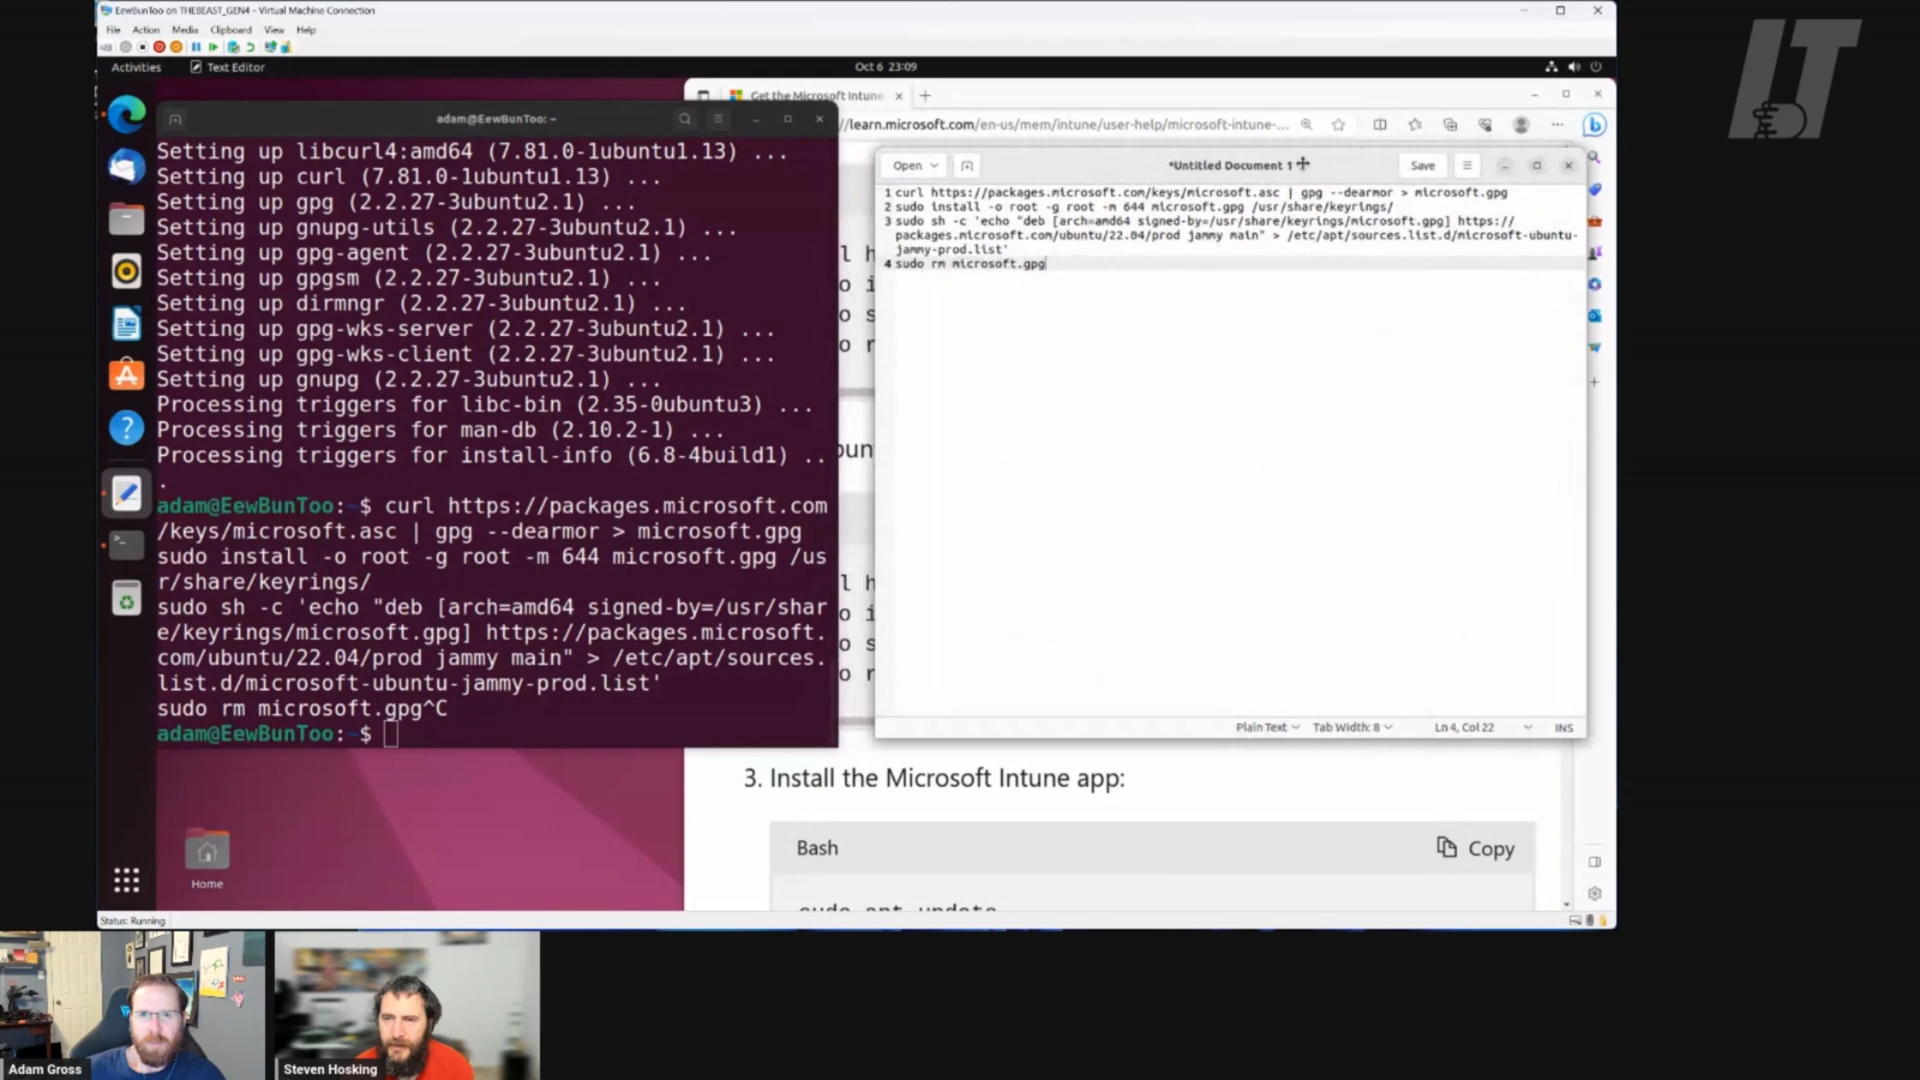 EewBunToo on THEBEAST_GEN4 - Virtual Machine Connection
File Action Media Clipboard View Help
Activities Text Editor Oct 6 23:09
Get the Microsoft Intune
adam@EewBunToo: ~
//learn.microsoft.com/en-us/mem/intune/user-help/microsoft-intune-...
Setting up libcurl4:amd64 (7.81.0-1ubuntu1.13) ...
Setting up curl (7.81.0-1ubuntu1.13) ...
Setting up gpg (2.2.27-3ubuntu2.1) ...
Setting up gnupg-utils (2.2.27-3ubuntu2.1) ...
Setting up gpg-agent (2.2.27-3ubuntu2.1) ...
Setting up gpgsm (2.2.27-3ubuntu2.1) ...
Setting up dirmngr (2.2.27-3ubuntu2.1) ...
Setting up gpg-wks-server (2.2.27-3ubuntu2.1) ...
Setting up gpg-wks-client (2.2.27-3ubuntu2.1) ...
Setting up gnupg (2.2.27-3ubuntu2.1) ...
Processing triggers for libc-bin (2.35-0ubuntu3) ...
Processing triggers for man-db (2.10.2-1) ...
Processing triggers for install-info (6.8-4build1) ..
.
adam@EewBunToo:~$ curl https://packages.microsoft.com
/keys/microsoft.asc | gpg --dearmor > microsoft.gpg
sudo install -o root -g root -m 644 microsoft.gpg /us
r/share/keyrings/
sudo sh -c 'echo "deb [arch=amd64 signed-by=/usr/shar
e/keyrings/microsoft.gpg] https://packages.microsoft.
com/ubuntu/22.04/prod jammy main" > /etc/apt/sources.
list.d/microsoft-ubuntu-jammy-prod.list'
sudo rm microsoft.gpg^C
adam@EewBunToo:~$
Open *Untitled Document 1 Save
1 curl https://packages.microsoft.com/keys/microsoft.asc | gpg --dearmor > microsoft.gpg
2 sudo install -o root -g root -m 644 microsoft.gpg /usr/share/keyrings/
3 sudo sh -c 'echo "deb [arch=amd64 signed-by=/usr/share/keyrings/microsoft.gpg] https://
packages.microsoft.com/ubuntu/22.04/prod jammy main" > /etc/apt/sources.list.d/microsoft-ubuntu-
jammy-prod.list'
4 sudo rm microsoft.gpg
Plain Text Tab Width: 8 Ln 4, Col 22 INS
3. Install the Microsoft Intune app:
Bash Copy
sudo apt update
Home
Status: Running
Adam Gross
Steven Hosking
IT